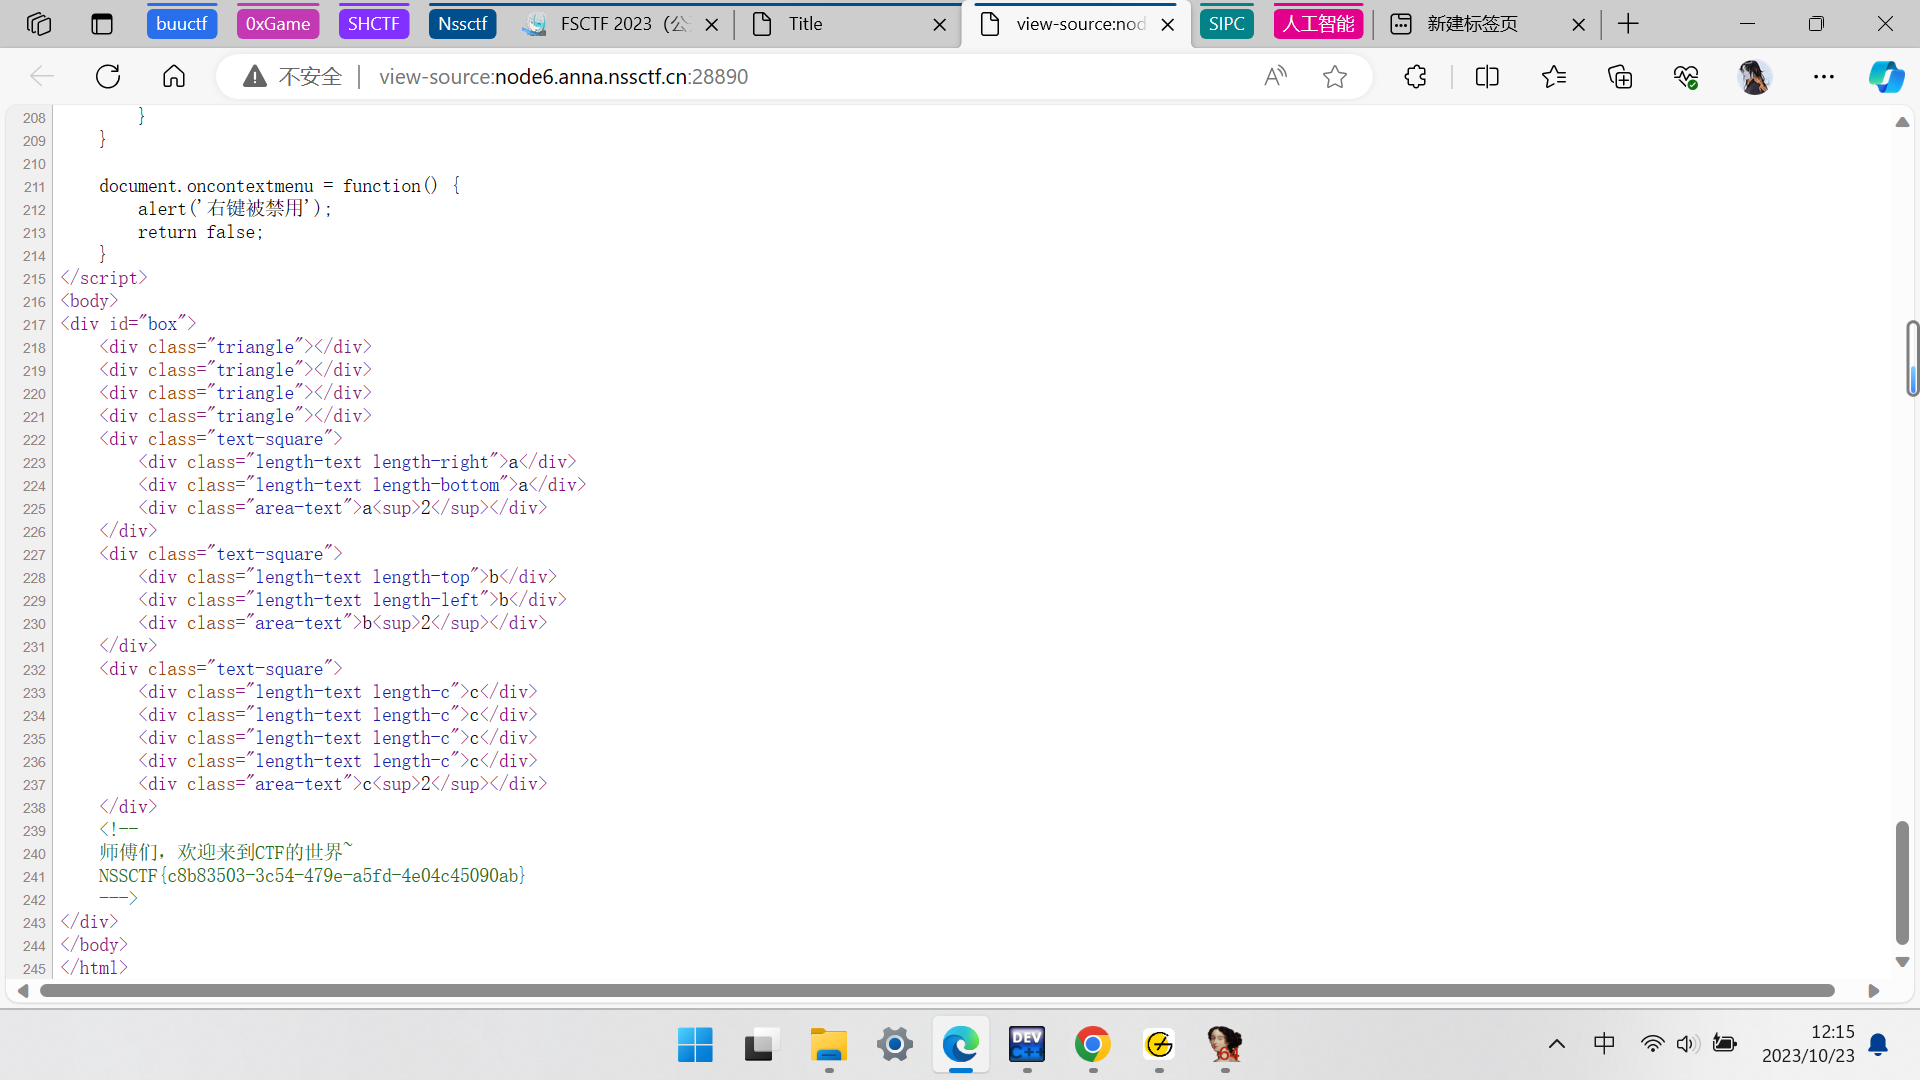 buuctf
0xGame
SHCTF
Nssctf
FSCTF 2023（公
Title
view-source:nod
SIPC
人工智能
新建标签页
不安全
view-source:node6.anna.nssctf.cn:28890
208 }
209 }
210
211 document.oncontextmenu = function() {
212 alert('右键被禁用');
213 return false;
214 }
215 </script>
216 <body>
217 <div id="box">
218 <div class="triangle"></div>
219 <div class="triangle"></div>
220 <div class="triangle"></div>
221 <div class="triangle"></div>
222 <div class="text-square">
223 <div class="length-text length-right">a</div>
224 <div class="length-text length-bottom">a</div>
225 <div class="area-text">a<sup>2</sup></div>
226 </div>
227 <div class="text-square">
228 <div class="length-text length-top">b</div>
229 <div class="length-text length-left">b</div>
230 <div class="area-text">b<sup>2</sup></div>
231 </div>
232 <div class="text-square">
233 <div class="length-text length-c">c</div>
234 <div class="length-text length-c">c</div>
235 <div class="length-text length-c">c</div>
236 <div class="length-text length-c">c</div>
237 <div class="area-text">c<sup>2</sup></div>
238 </div>
239 <!--
240 师傅们，欢迎来到CTF的世界~
241 NSSCTF{c8b83503-3c54-479e-a5fd-4e04c45090ab}
242 --->
243 </div>
244 </body>
245 </html>
DEV
C++
64
中
12:15
2023/10/23